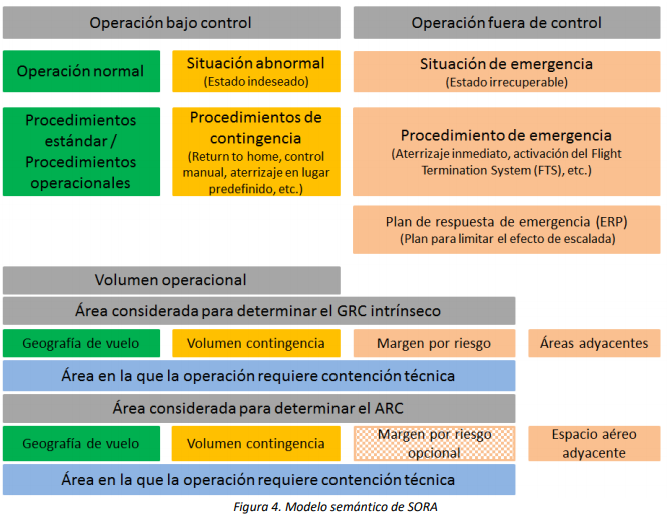 Operación bajo control
Operación fuera de control
Operación normal
Situación abnormal
(Estado indeseado)
Situación de emergencia
(Estado irrecuperable)
Procedimientos
estándar /
Procedimientos
operacionales
Procedimientos de
contingencia
(Return to home, control
manual, aterrizaje en lugar
predefinido, etc.)
Procedimiento de emergencia
(Aterrizaje inmediato, activación del Flight
Termination System (FTS), etc.)
Plan de respuesta de emergencia (ERP)
(Plan para limitar el efecto de escalada)
Volumen operacional
Área considerada para determinar el GRC intrínseco
Geografía de vuelo
Volumen contingencia
Margen por riesgo
Áreas adyacentes
Área en la que la operación requiere contención técnica
Área considerada para determinar el ARC
Geografía de vuelo
Volumen contingencia
Margen por riesgo
opcional
Espacio aéreo
adyacente
Área en la que la operación requiere contención técnica
Figura 4. Modelo semántico de SORA